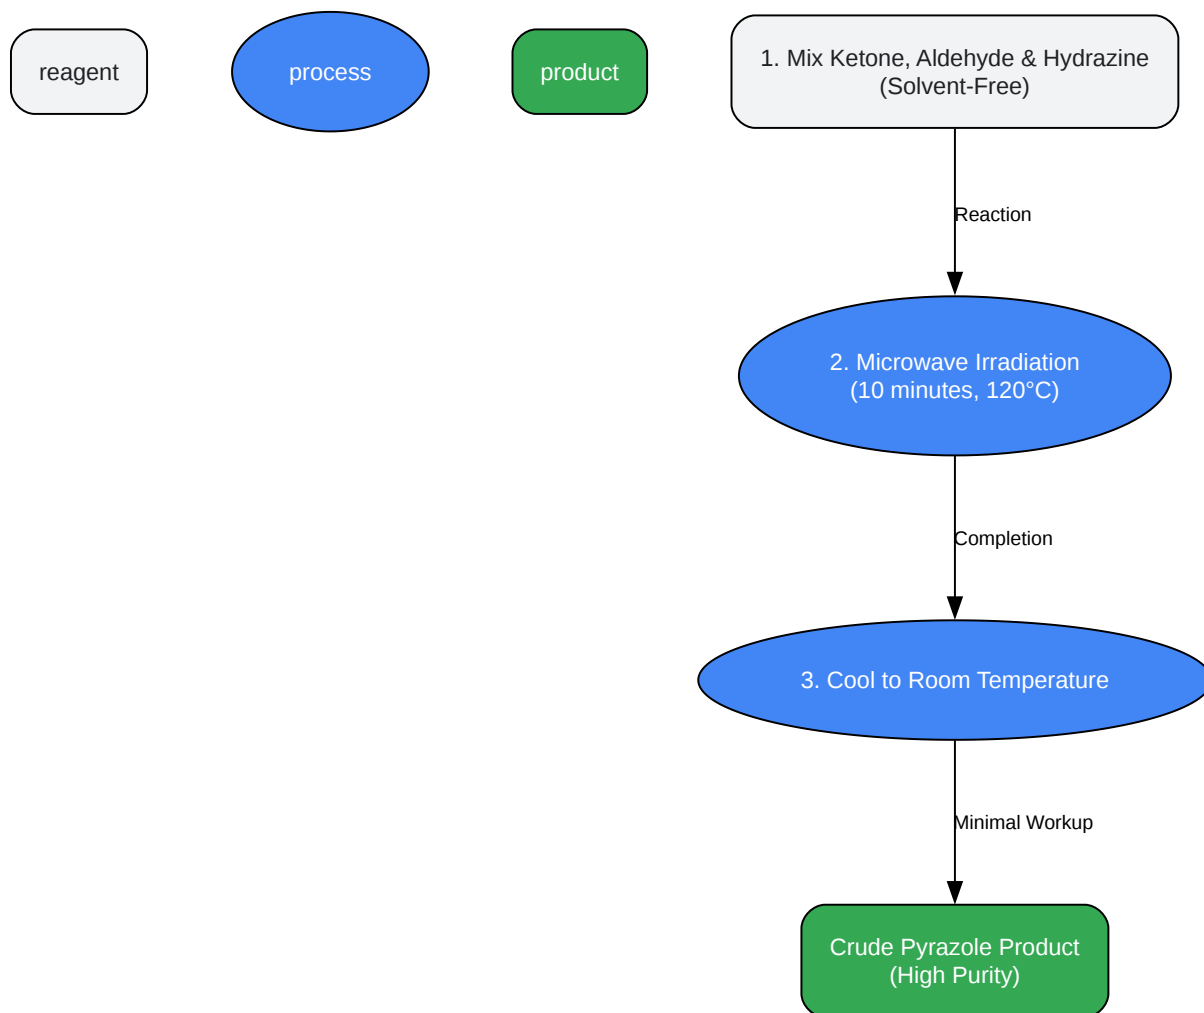 reagent
process
product
1. Mix Ketone, Aldehyde & Hydrazine
(Solvent-Free)
Reaction
2. Microwave Irradiation
(10 minutes, 120°C)
Completion
3. Cool to Room Temperature
Minimal Workup
Crude Pyrazole Product
(High Purity)